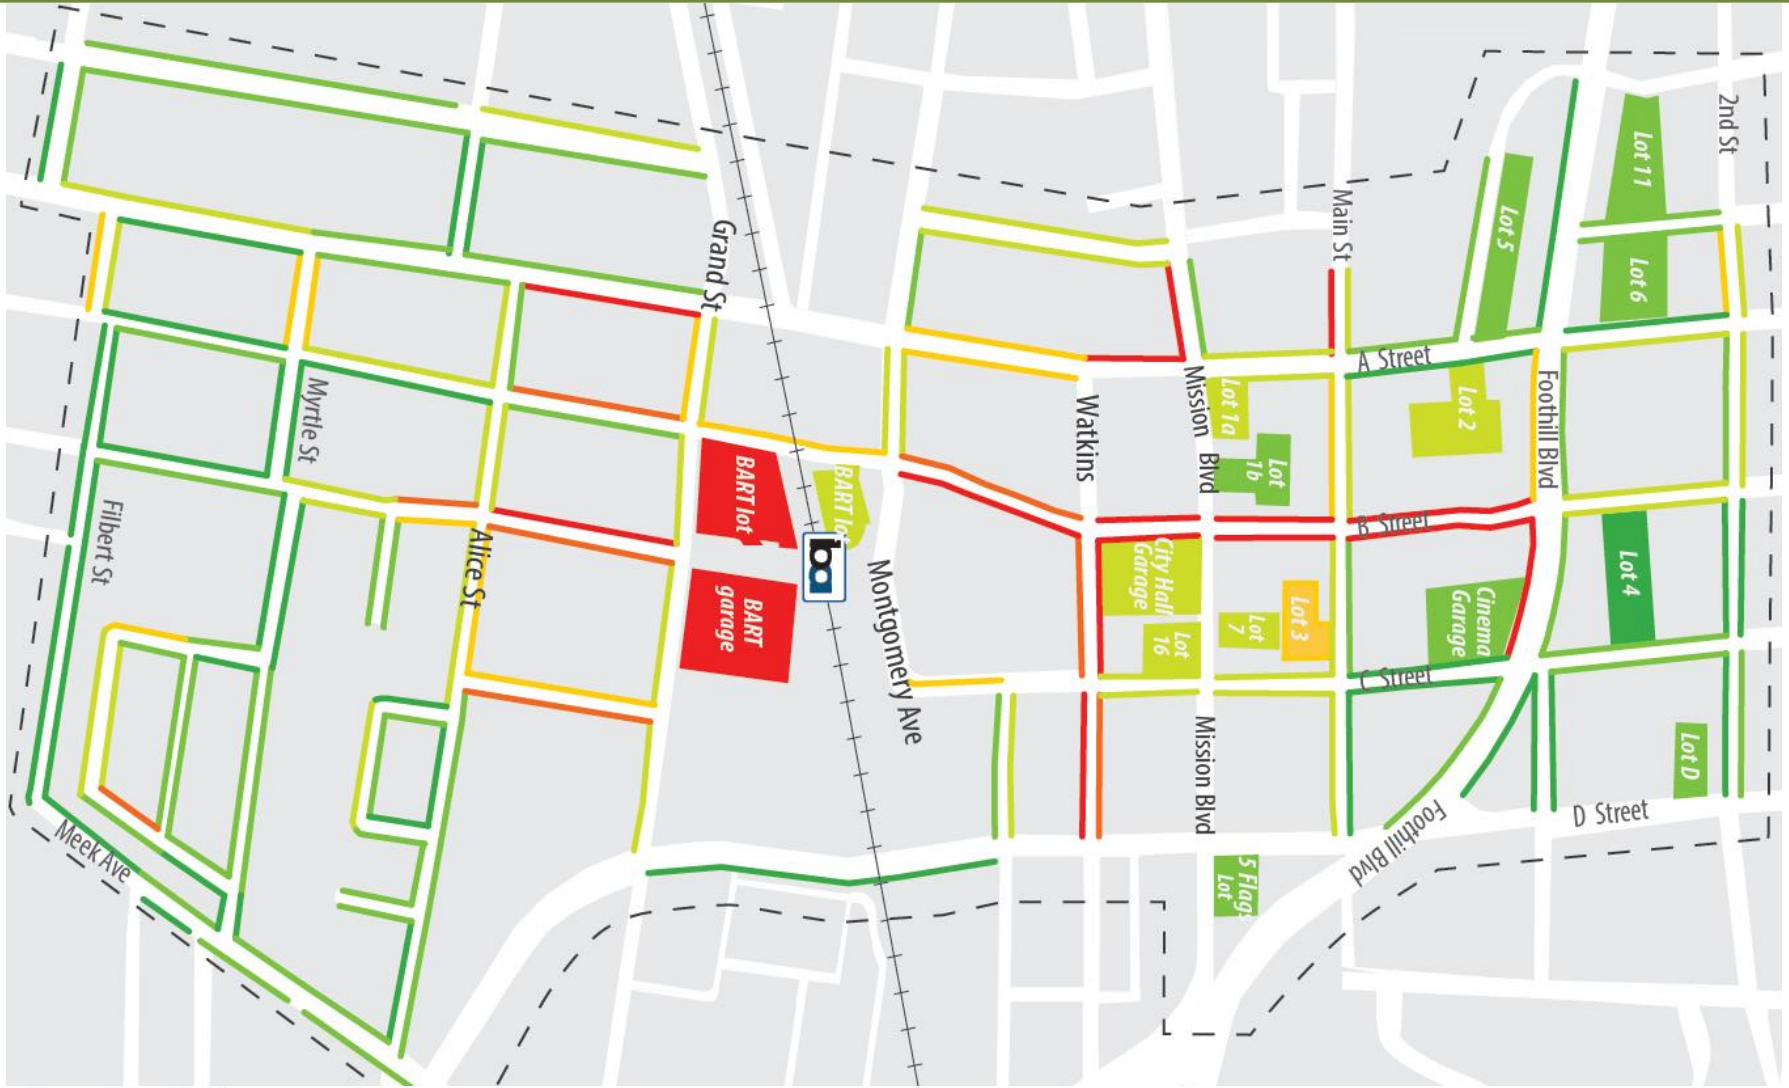 2nd St
Lot 11
Main St
Lot 5
Grand St
Lot 6
A Street
Foothill Blvd
Mission
Blvd
Lot 1a
Lot 2
Myrtle St
Watkins
Lot
1b
BART lot
BART lot
B Street
Filbert St
Alice St
ba
City Hall
Garage
Lot 4
Montgomery Ave
BART
garage
Lot 3
Lot
7
Cinema
Garage
Lot
16
C Street
Mission Blvd
Lot D
D Street
Foothill Blvd
Meek Ave
5 Flags
Lot